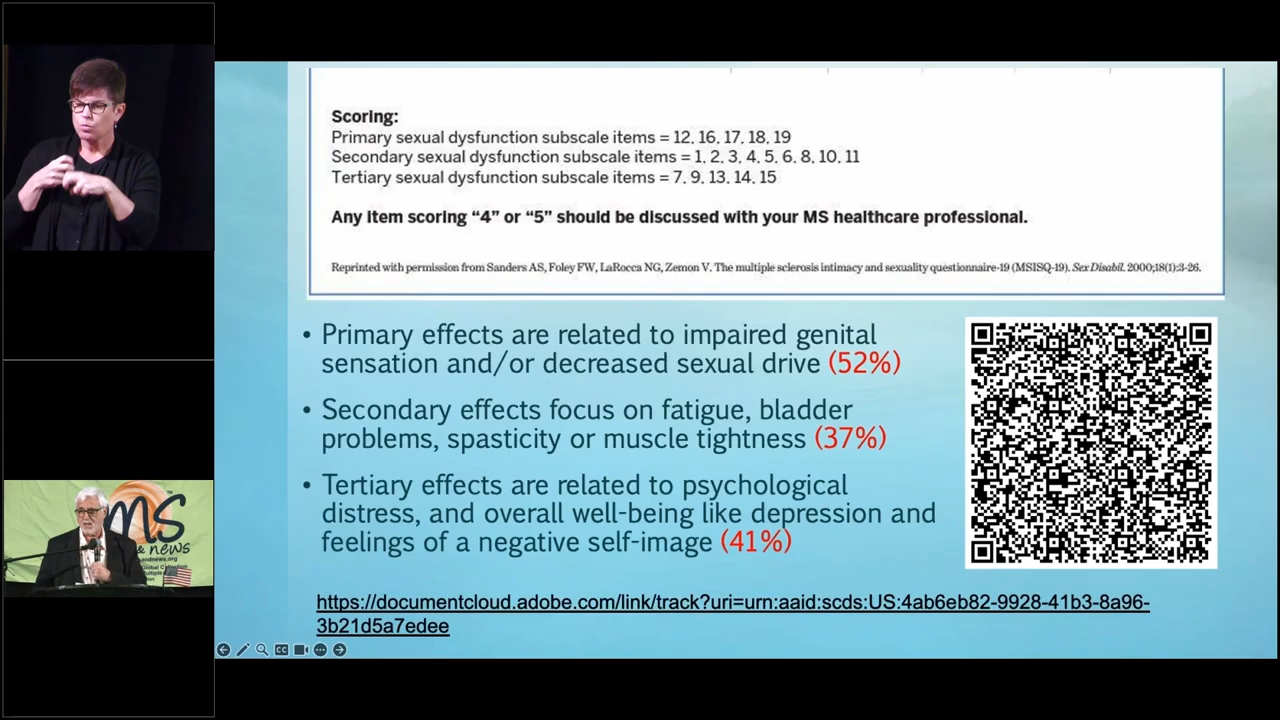 Scoring:
Primary sexual dysfunction subscale items = 12, 16, 17, 18, 19
Secondary sexual dysfunction subscale items = 1, 2, 3, 4, 5, 6, 8, 10, 11
Tertiary sexual dysfunction subscale items = 7, 9, 13, 14, 15
Any item scoring “4” or “5” should be discussed with your MS healthcare professional.
Reprinted with permission from Sanders AS, Foley FW, LaRocca NG, Zemon V. The multiple sclerosis intimacy and sexuality questionnaire-19 (MSISQ-19). Sex Disabil. 2000;18(1):3-26.
• Primary effects are related to impaired genital
sensation and/or decreased sexual drive (52%)
• Secondary effects focus on fatigue, bladder
problems, spasticity or muscle tightness (37%)
• Tertiary effects are related to psychological
distress, and overall well-being like depression and
feelings of a negative self-image (41%)
https://documentcloud.adobe.com/link/track?uri=urn:aaid:scds:US:4ab6eb82-9928-41b3-8a96-
3b21d5a7edee
CC
MS
& news